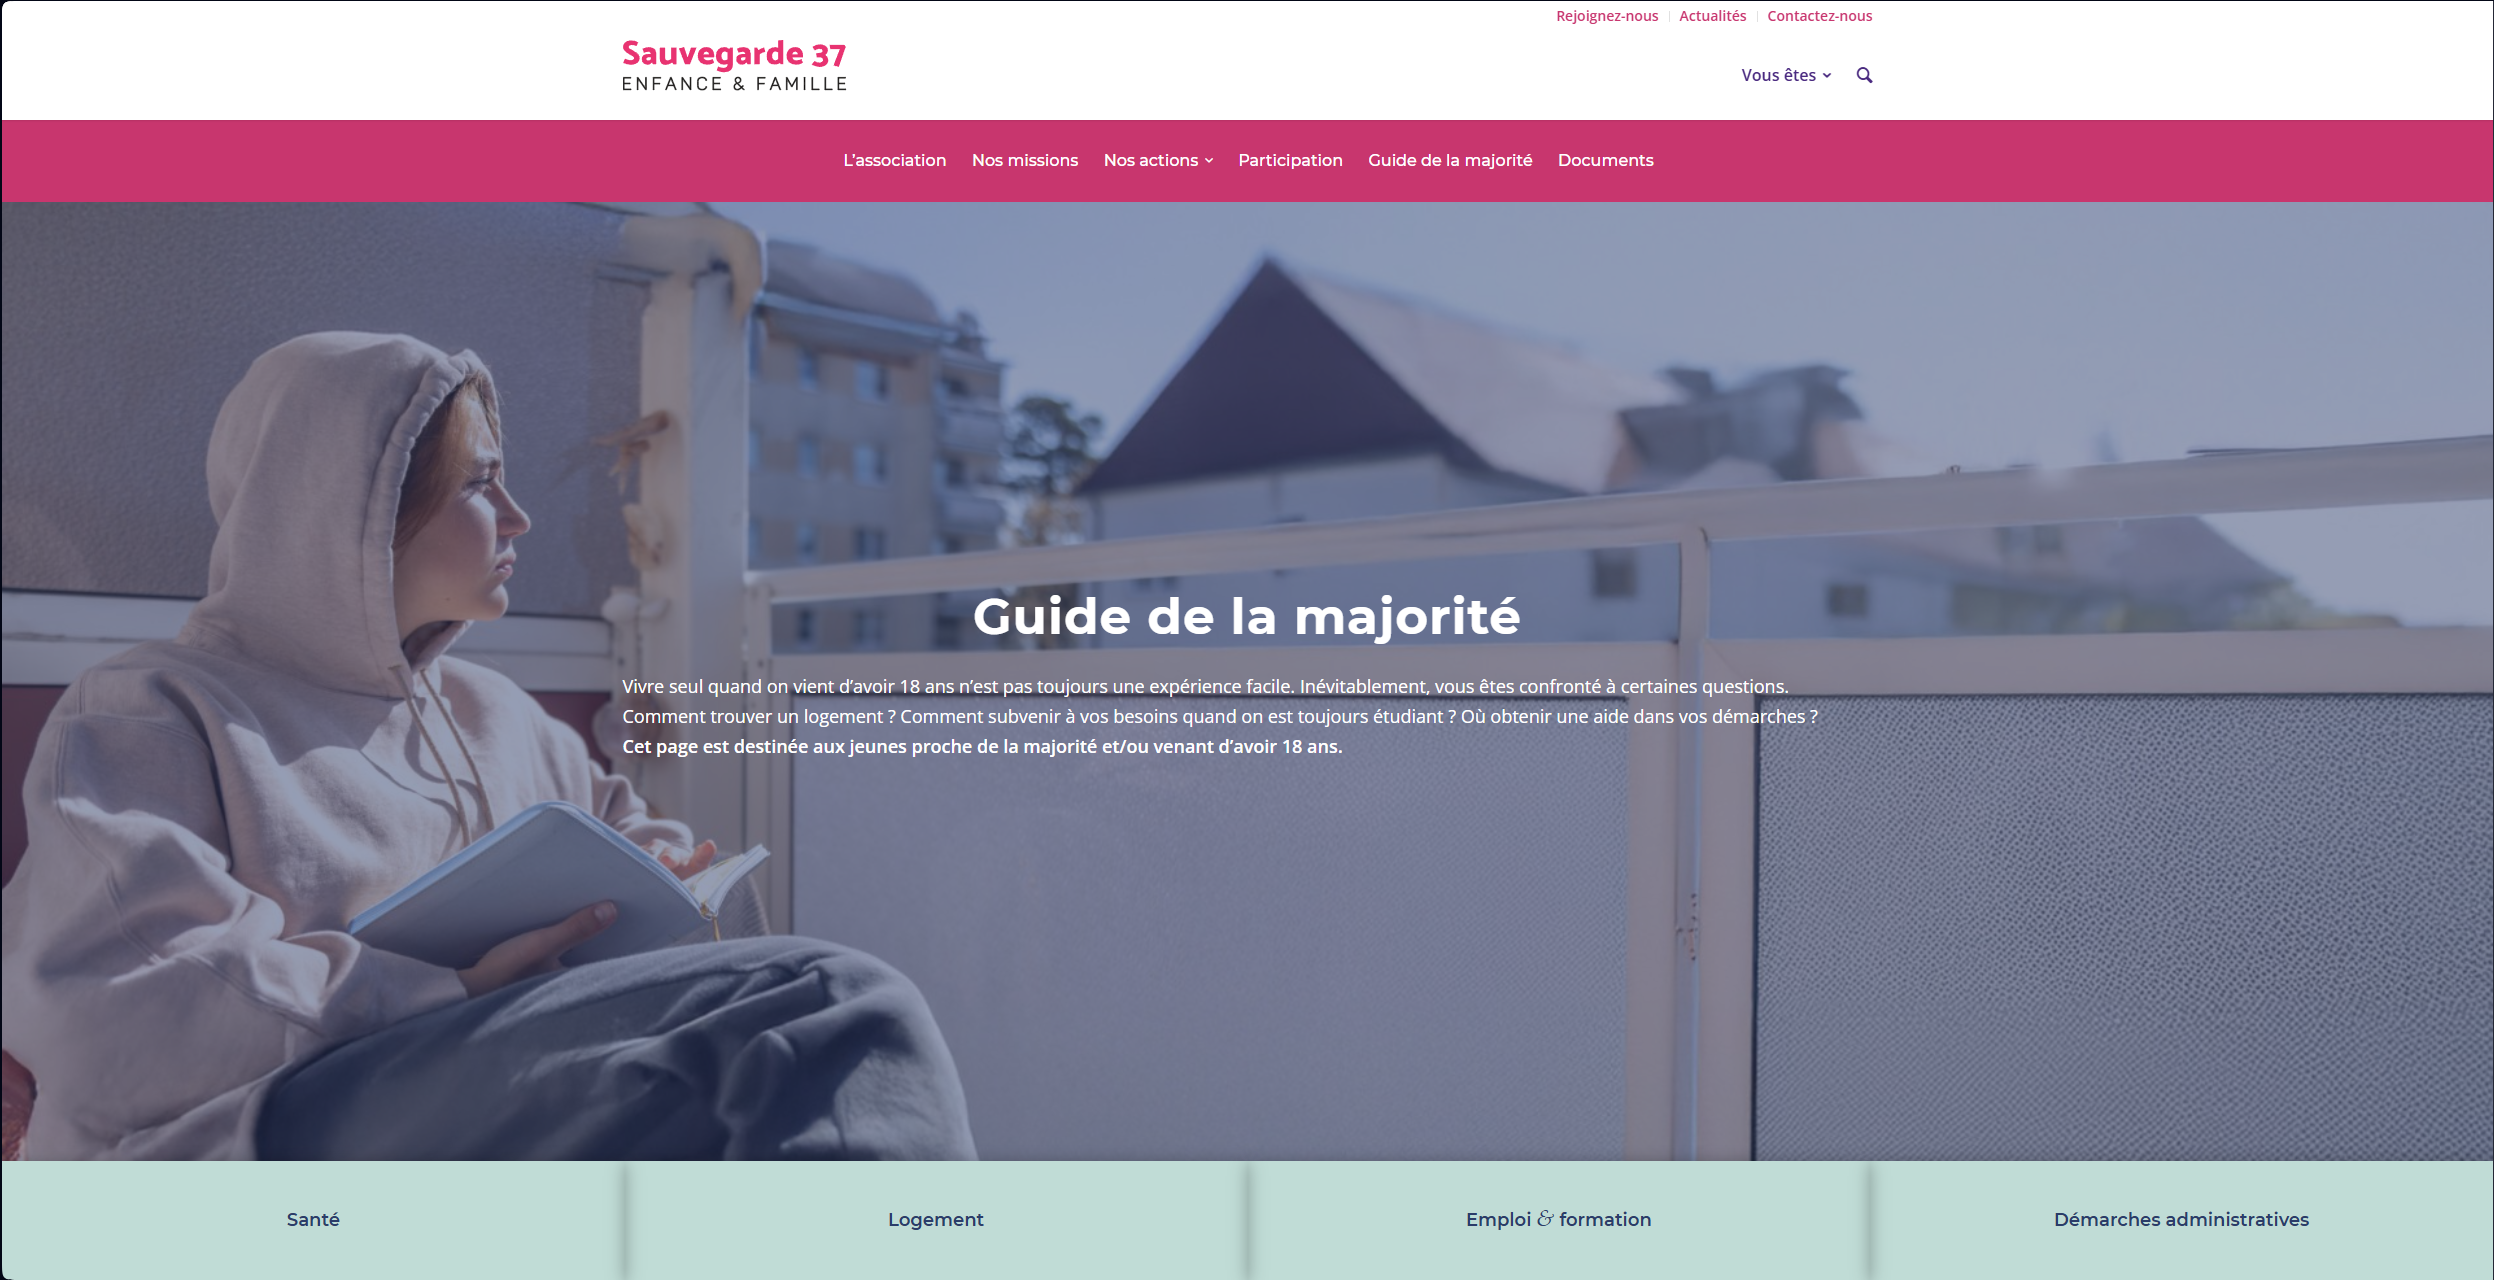 Rejoignez-nous Actualités Contactez-nous
Sauvegarde 37
ENFANCE & FAMILLE
Vous êtes
L’association Nos missions Nos actions Participation Guide de la majorité Documents
Guide de la majorité
Vivre seul quand on vient d’avoir 18 ans n’est pas toujours une expérience facile. Inévitablement, vous êtes confronté à certaines questions.
Comment trouver un logement ? Comment subvenir à vos besoins quand on est toujours étudiant ? Où obtenir une aide dans vos démarches ?
Cet page est destinée aux jeunes proche de la majorité et/ou venant d’avoir 18 ans.
Santé Logement Emploi & formation Démarches administratives